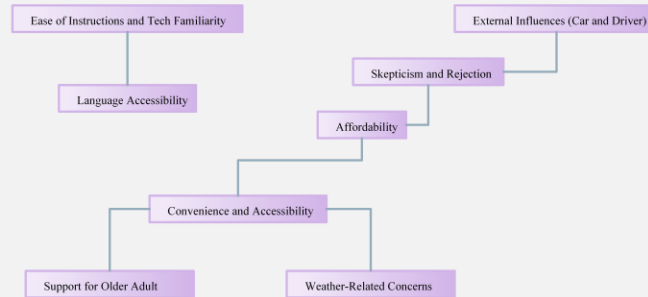 Ease of Instructions and Tech Familiarity
External Influences (Car and Driver)
Skepticism and Rejection
Language Accessibility
Affordability
Convenience and Accessibility
Support for Older Adult
Weather-Related Concerns